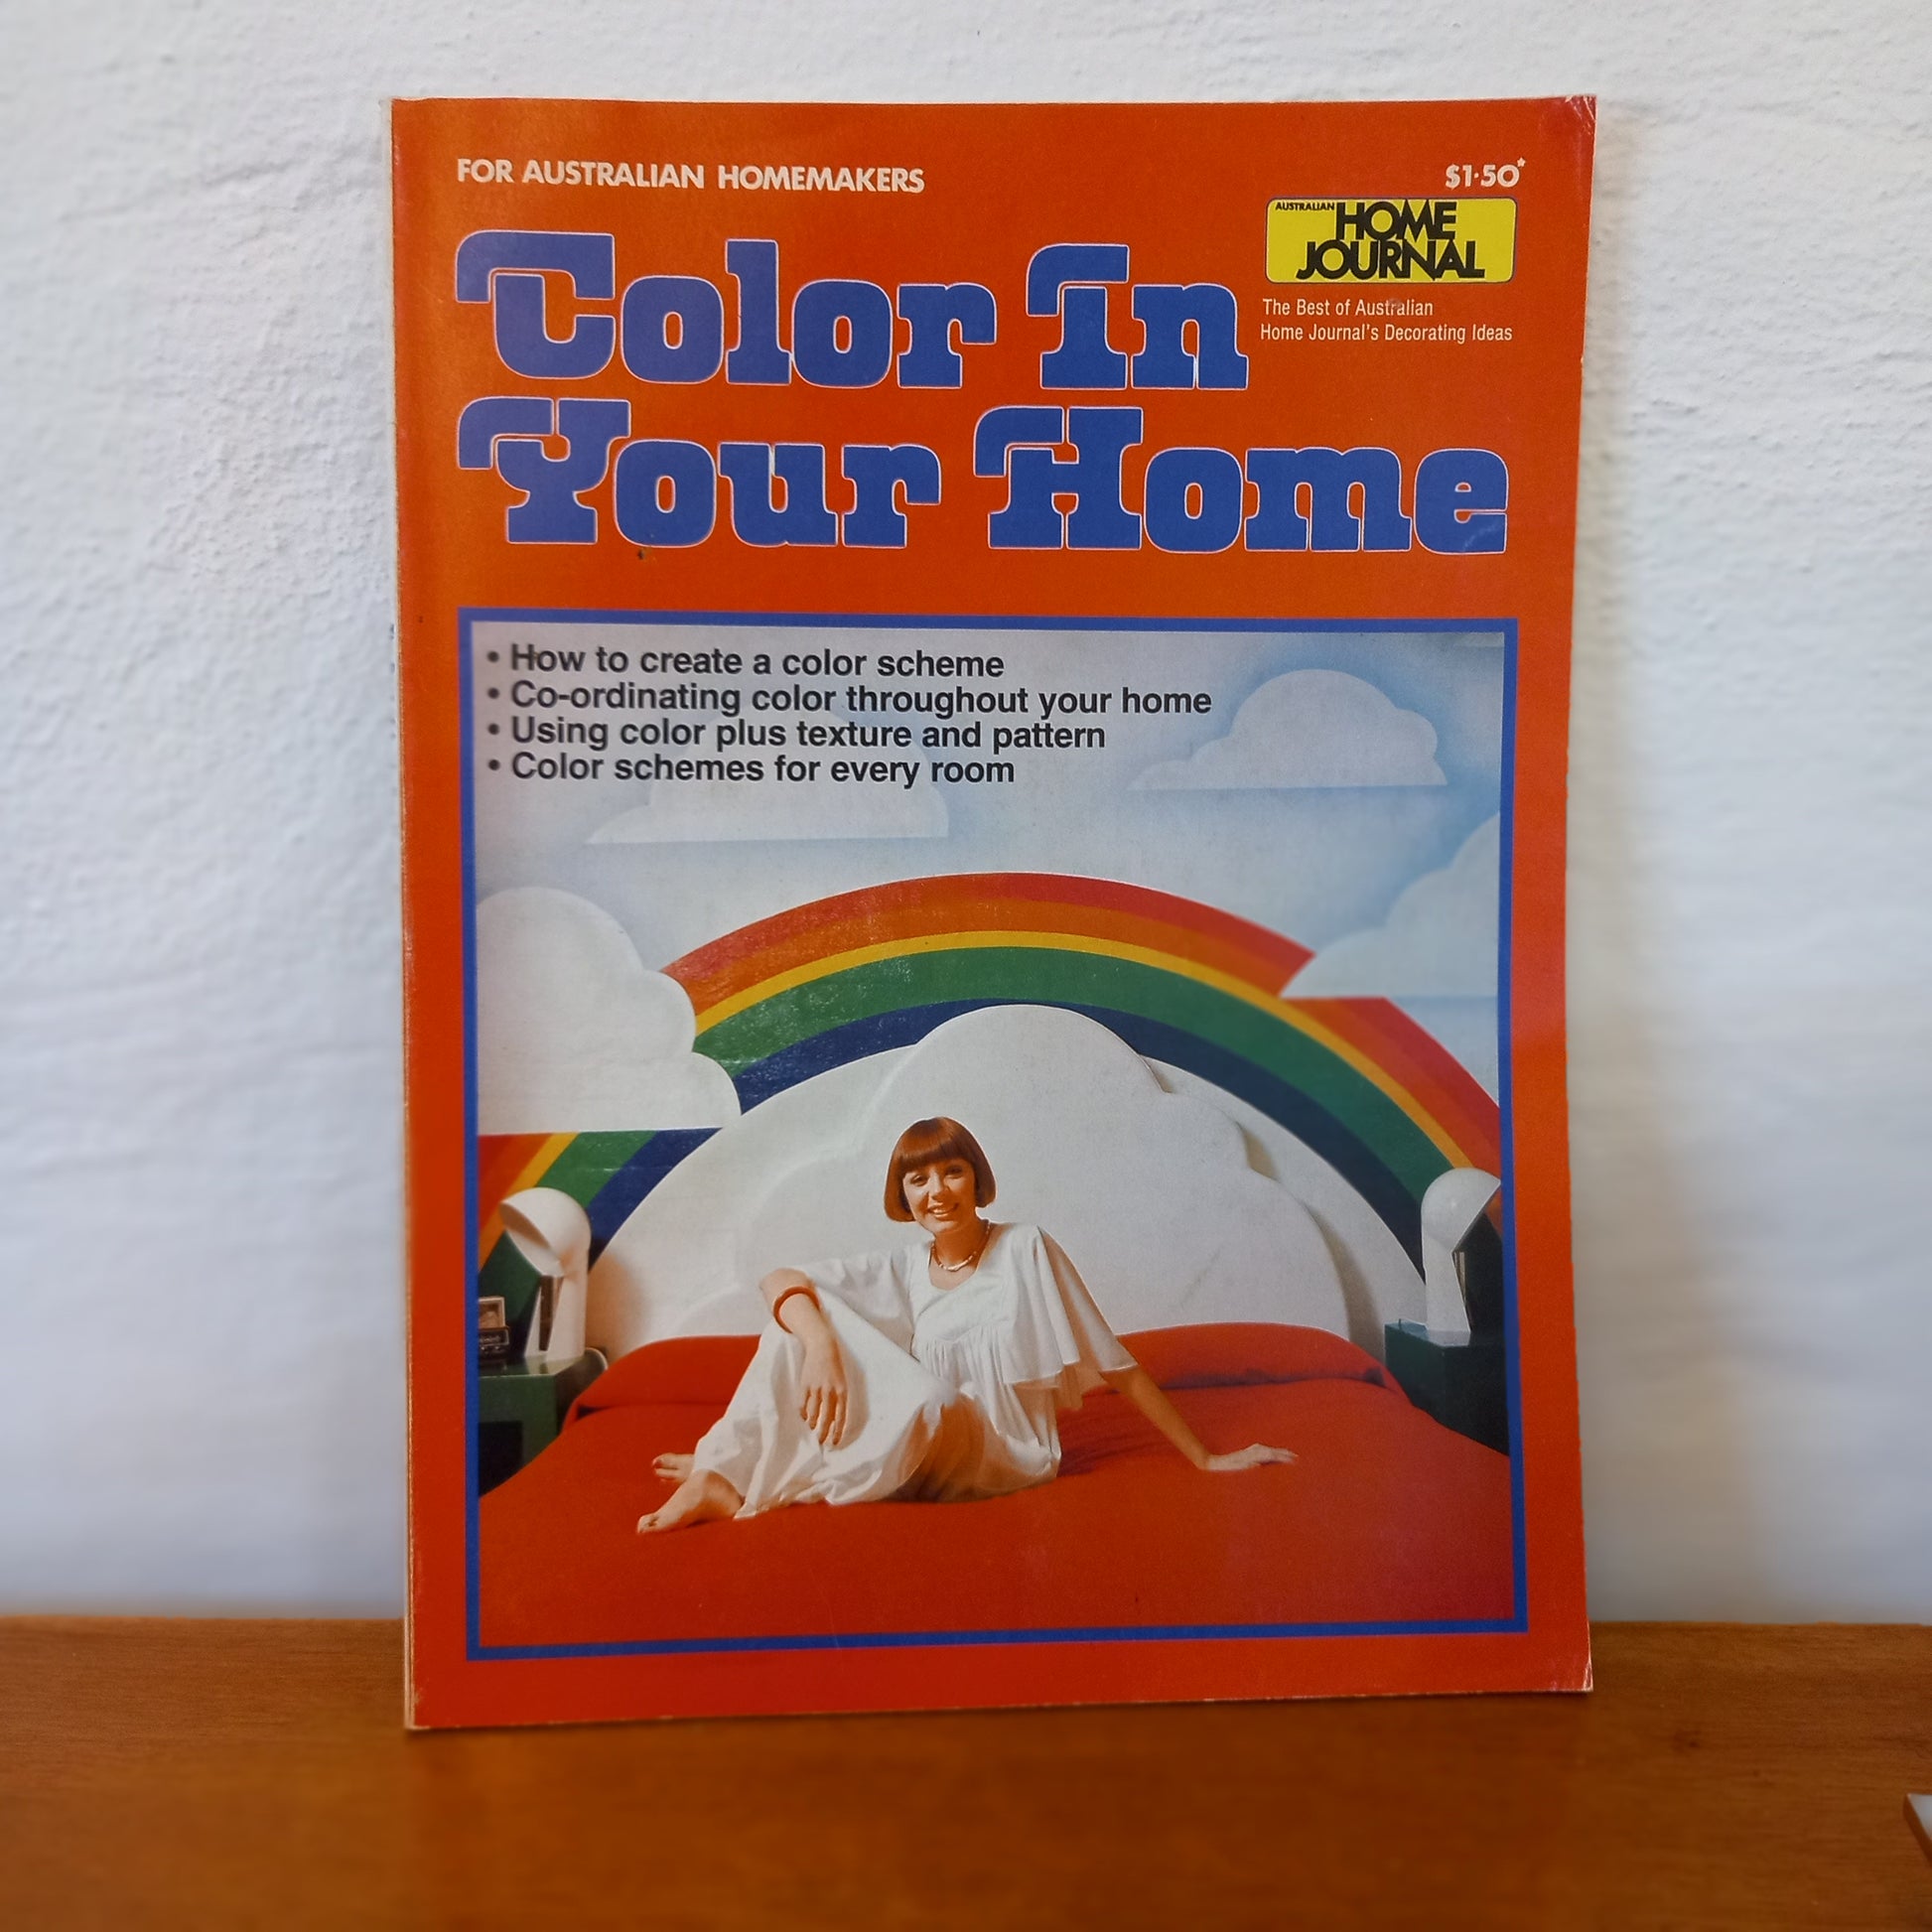 FOR AUSTRALIAN HOMEMAKERS
$1·50*
AUSTRALIAN HOME
JOURNAL
The Best of Australian
Home Journal's Decorating Ideas
Color In
Your Home
• How to create a color scheme
• Co-ordinating color throughout your home
• Using color plus texture and pattern
• Color schemes for every room